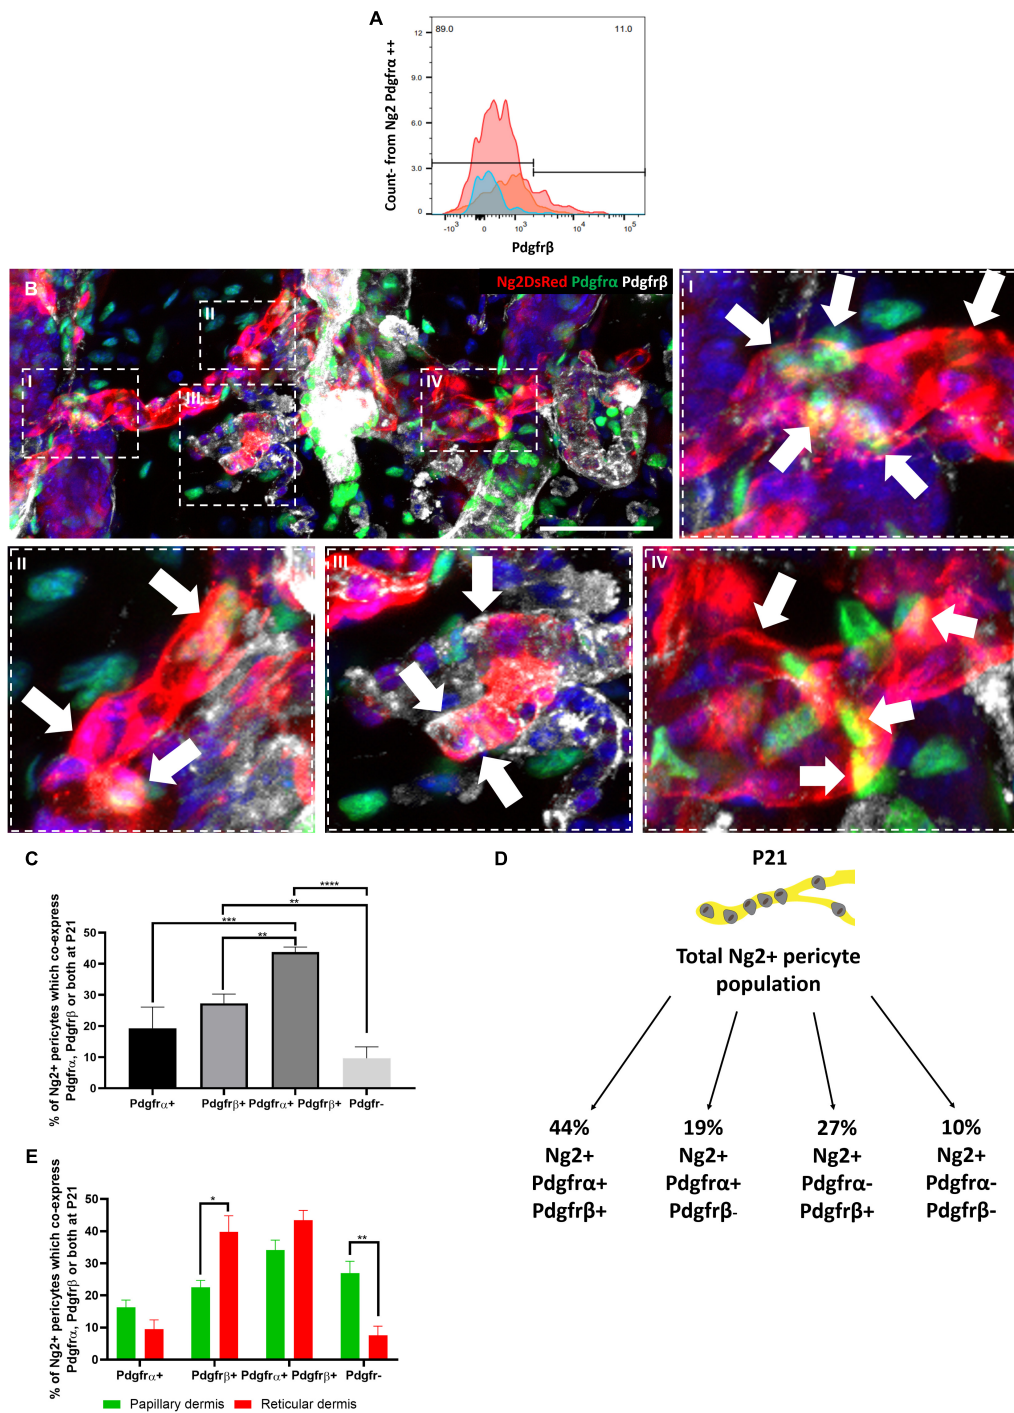 A
89.0 11.0
12
9.0
6.0
3.0
0
Count- from Ng2 Pdgfrα ++
-10³ 0 10³ 10⁴ 10⁵
Pdgfrβ
B
Ng2DsRed Pdgfrα Pdgfrβ
I
II
III
IV
I
II
III
IV
C
% of Ng2+ pericytes which co-express
Pdgfrα, Pdgfrβ or both at P21
50
40
30
20
10
0
****
**
***
**
Pdgfrα+ Pdgfrβ+ Pdgfrα+ Pdgfrβ+ Pdgfr-
D
P21
Total Ng2+ pericyte
population
44% 19% 27% 10%
Ng2+ Ng2+ Ng2+ Ng2+
Pdgfrα+ Pdgfrα+ Pdgfrα- Pdgfrα-
Pdgfrβ+ Pdgfrβ- Pdgfrβ+ Pdgfrβ-
E
% of Ng2+ pericytes which co-express
Pdgfrα, Pdgfrβ or both at P21
50
40
30
20
10
0
*
**
Pdgfrα+ Pdgfrβ+ Pdgfrα+ Pdgfrβ+ Pdgfr-
Papillary dermis Reticular dermis